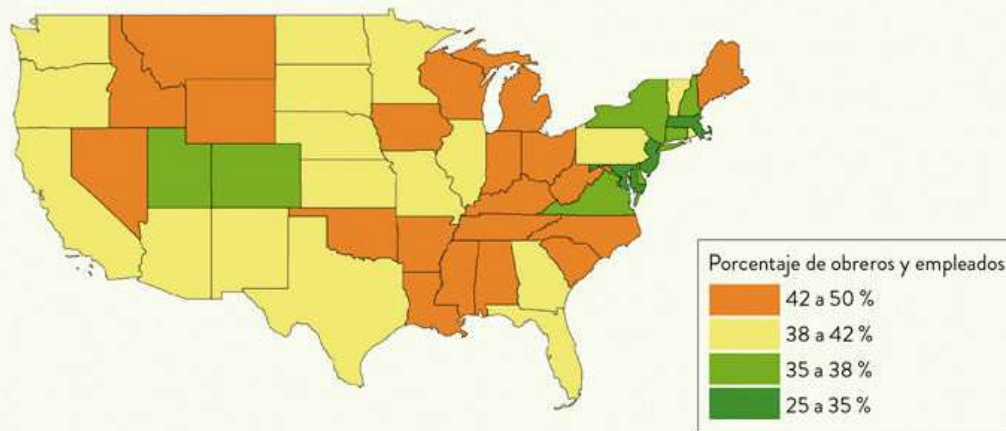 Porcentaje de obreros y empleados
42 a 50 %
38 a 42 %
35 a 38 %
25 a 35 %